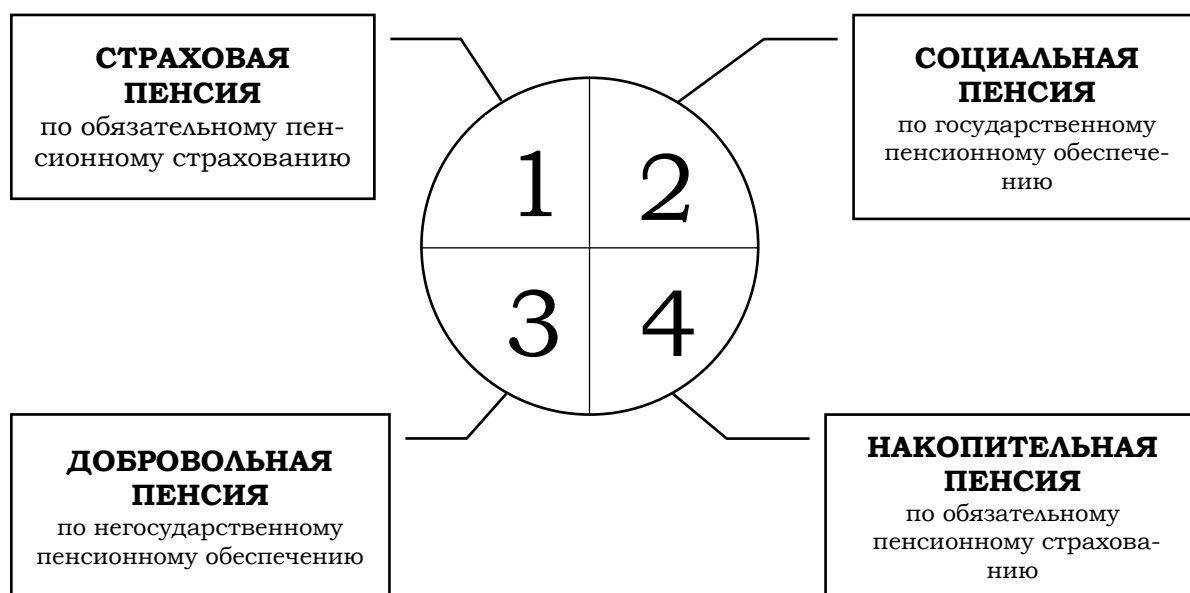 СТРАХОВАЯ
ПЕНСИЯ
по обязательному пен-
сионному страхованию
СОЦИАЛЬНАЯ
ПЕНСИЯ
по государственному
пенсионному обеспече-
нию
1
2
3
4
ДОБРОВОЛЬНАЯ
ПЕНСИЯ
по негосударственному
пенсионному обеспечению
НАКОПИТЕЛЬНАЯ
ПЕНСИЯ
по обязательному
пенсионному страхова-
нию